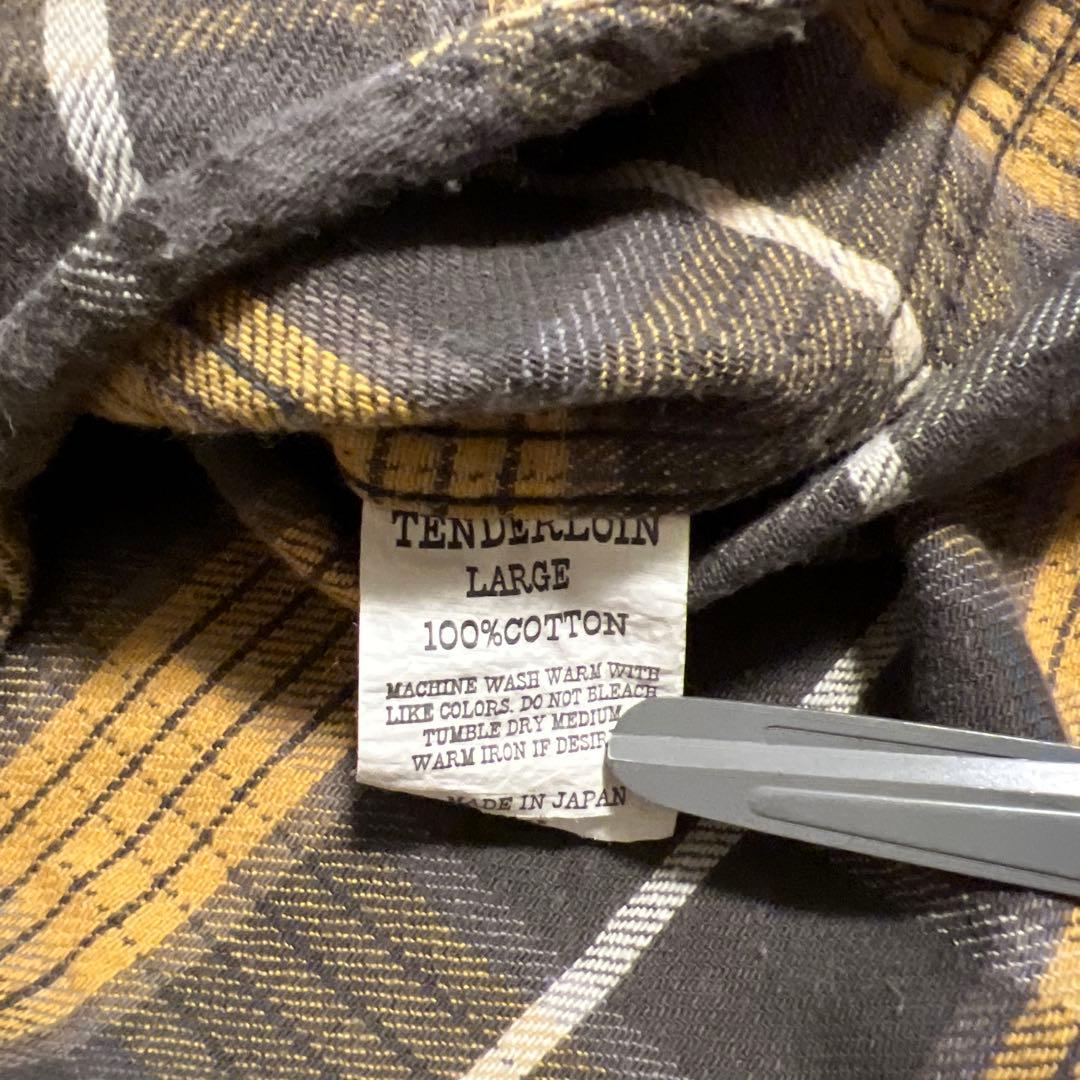 TENDERLOIN
LARGE
100%COTTON
MACHINE WASH WARM WITH
LIKE COLORS. DO NOT BLEACH
TUMBLE DRY MEDIUM
WARM IRON IF
MADE IN JAPAN